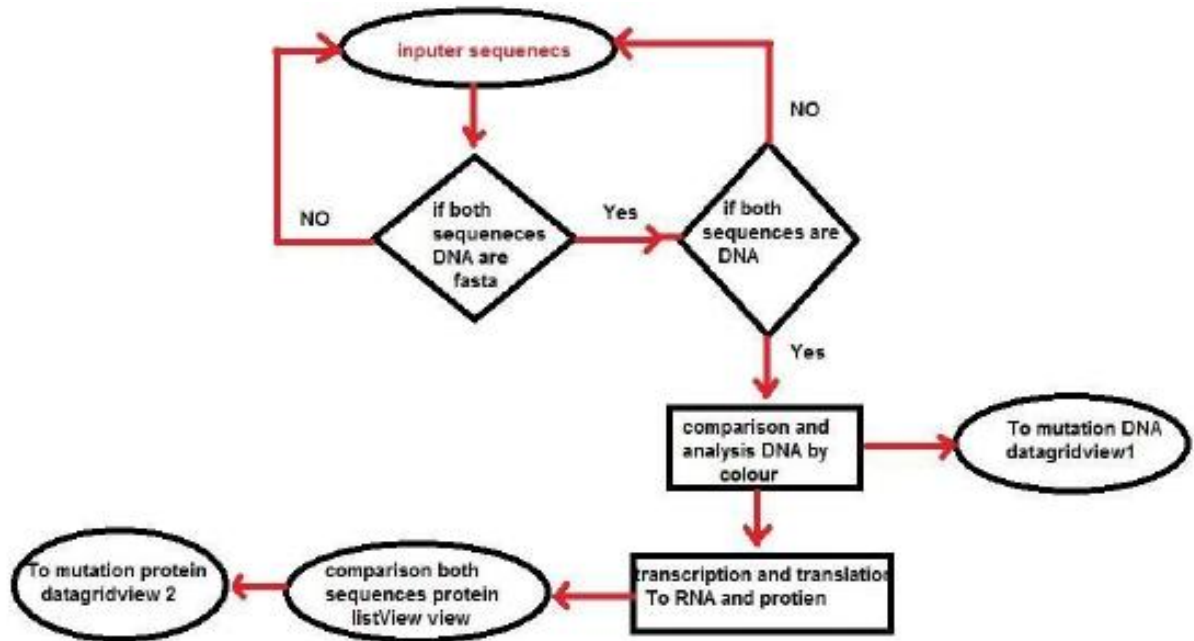 inputer sequenecs
NO
NO
if both
sequeneces
DNA are
fasta
Yes
if both
sequences are
DNA
Yes
comparison and
analysis DNA by
colour
To mutation DNA
datagridview1
transcription and translation
To RNA and protien
comparison both
sequences protein
listView view
To mutation protein
datagridview 2